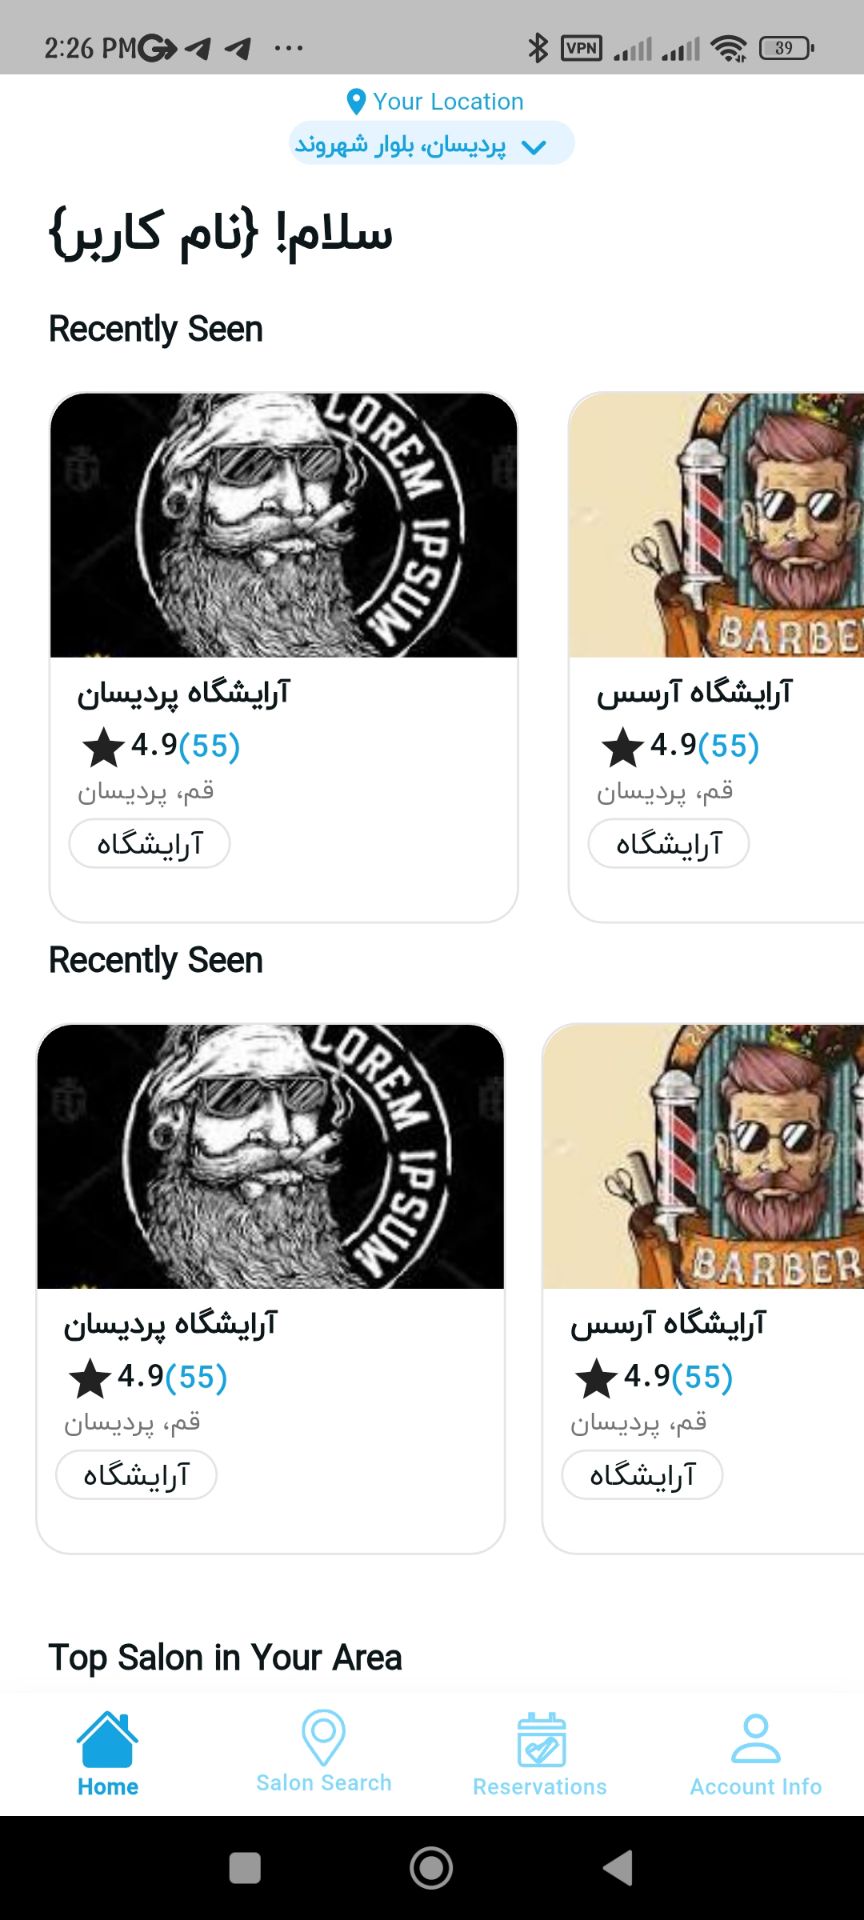 2:26 PM
VPN
39
Your Location
پردیسان، بلوار شهروند
سلام! {نام کاربر}
Recently Seen
LOREM IPSUM
آرایشگاه پردیسان
4.9(55)
قم، پردیسان
آرایشگاه
BARBE
آرایشگاه آرسس
4.9(55)
قم، پردیسان
آرایشگاه
Recently Seen
LOREM IPSUM
آرایشگاه پردیسان
4.9(55)
قم، پردیسان
آرایشگاه
BARBER
آرایشگاه آرسس
4.9(55)
قم، پردیسان
آرایشگاه
Top Salon in Your Area
Home
Salon Search
Reservations
Account Info